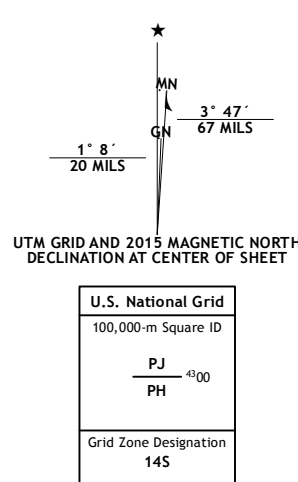 ★
MN
GN
3° 47´
67 MILS
1° 8´
20 MILS
UTM GRID AND 2015 MAGNETIC NORTH
DECLINATION AT CENTER OF SHEET
U.S. National Grid
100,000-m Square ID
PJ
4300
PH
Grid Zone Designation
14S